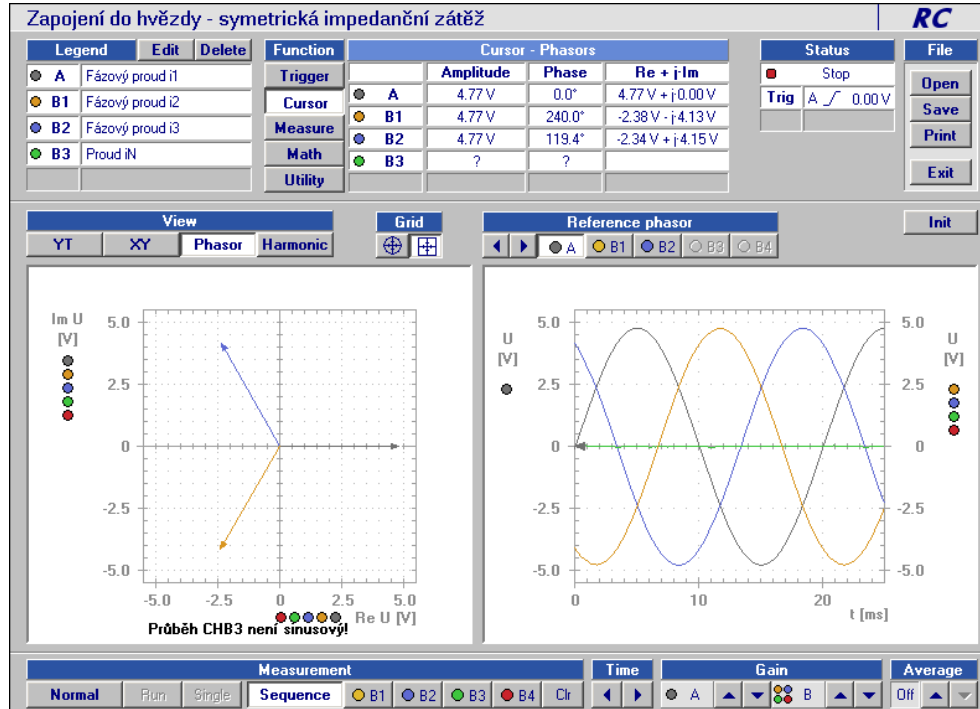 Zapojení do hvězdy - symetrická impedanční zátěž
RC
Legend Edit Delete
A Fázový proud i1
B1 Fázový proud i2
B2 Fázový proud i3
B3 Proud iN
Function
Trigger
Cursor
Measure
Math
Utility
Cursor - Phasors
Amplitude Phase Re + j·Im
A 4.77 V 0.0° 4.77 V + j·0.00 V
B1 4.77 V 240.0° -2.38 V - j·4.13 V
B2 4.77 V 119.4° -2.34 V + j·4.15 V
B3 ? ?
Status
Stop
Trig A 0.00 V
File
Open
Save
Print
Exit
View
YT XY Phasor Harmonic
Grid
Reference phasor
A B1 B2 B3 B4
Init
Im U
[V]
5.0
2.5
0
-2.5
-5.0
-5.0 -2.5 0 2.5 5.0
Re U [V]
Průběh CHB3 není sinusový!
U
[V]
5.0
2.5
0
-2.5
-5.0
0 10 20
t [ms]
5.0
2.5
0
-2.5
-5.0
U
[V]
Measurement
Normal Run Single Sequence B1 B2 B3 B4 Clr
Time
Gain
A B
Average
Off